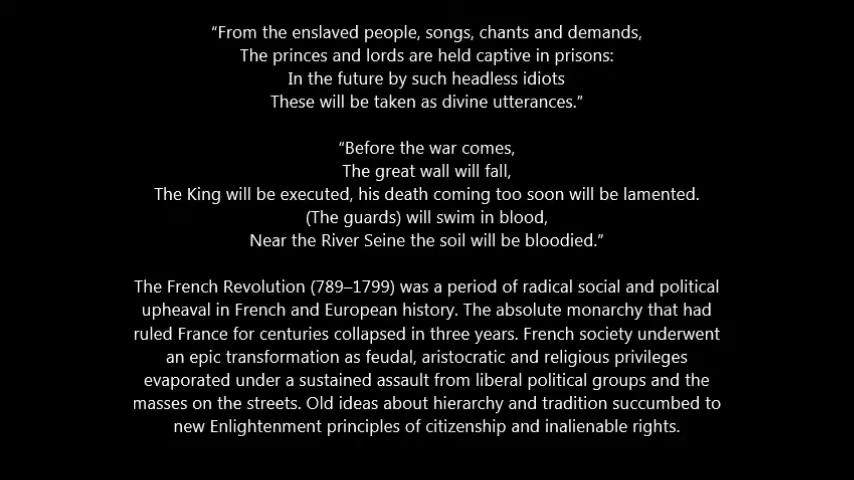 “From the enslaved people, songs, chants and demands,
The princes and lords are held captive in prisons:
In the future by such headless idiots
These will be taken as divine utterances.”
“Before the war comes,
The great wall will fall,
The King will be executed, his death coming too soon will be lamented.
(The guards) will swim in blood,
Near the River Seine the soil will be bloodied.”
The French Revolution (789–1799) was a period of radical social and political
upheaval in French and European history. The absolute monarchy that had
ruled France for centuries collapsed in three years. French society underwent
an epic transformation as feudal, aristocratic and religious privileges
evaporated under a sustained assault from liberal political groups and the
masses on the streets. Old ideas about hierarchy and tradition succumbed to
new Enlightenment principles of citizenship and inalienable rights.